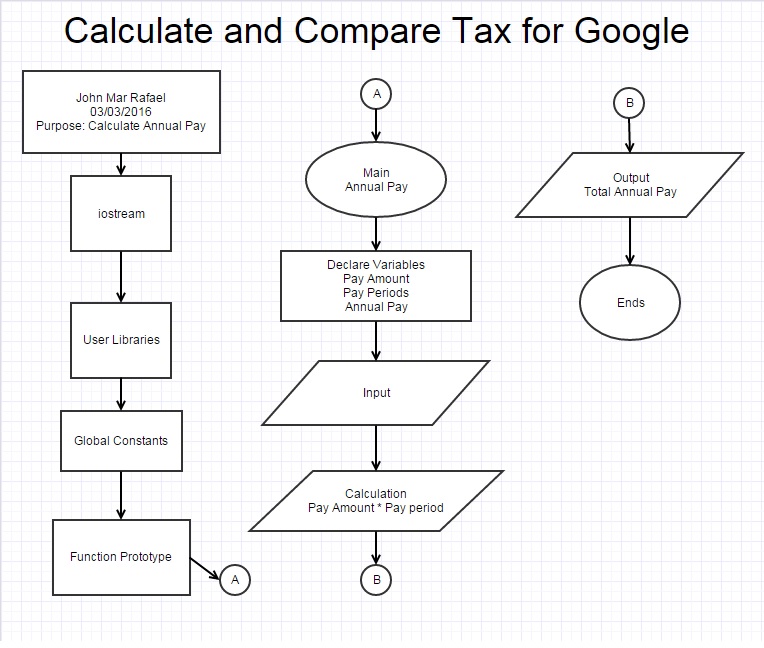 Calculate and Compare Tax for Google
John Mar Rafael
03/03/2016
Purpose: Calculate Annual Pay
iostream
User Libraries
Global Constants
Function Prototype
A
A
Main
Annual Pay
Declare Variables
Pay Amount
Pay Periods
Annual Pay
Input
Calculation
Pay Amount * Pay period
B
B
Output
Total Annual Pay
Ends